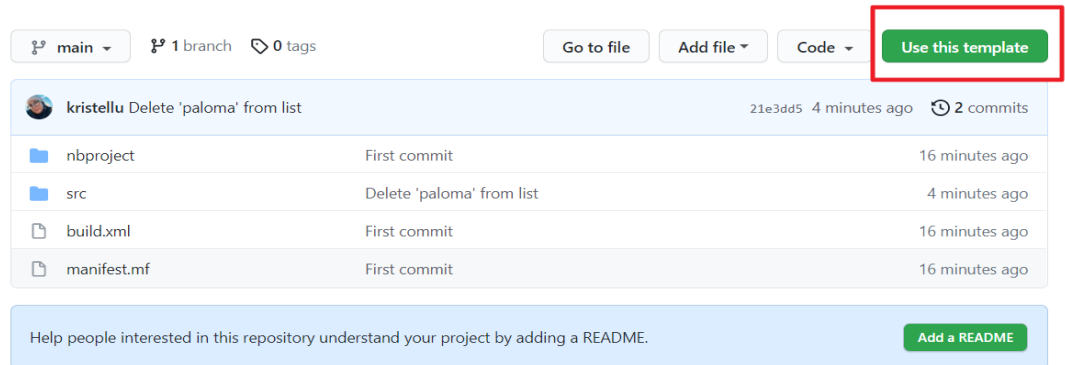 main 1 branch 0 tags Go to file Add file Code Use this template
kristellu Delete 'paloma' from list 21e3dd5 4 minutes ago 2 commits
nbproject First commit 16 minutes ago
src Delete 'paloma' from list 4 minutes ago
build.xml First commit 16 minutes ago
manifest.mf First commit 16 minutes ago
Help people interested in this repository understand your project by adding a README. Add a README